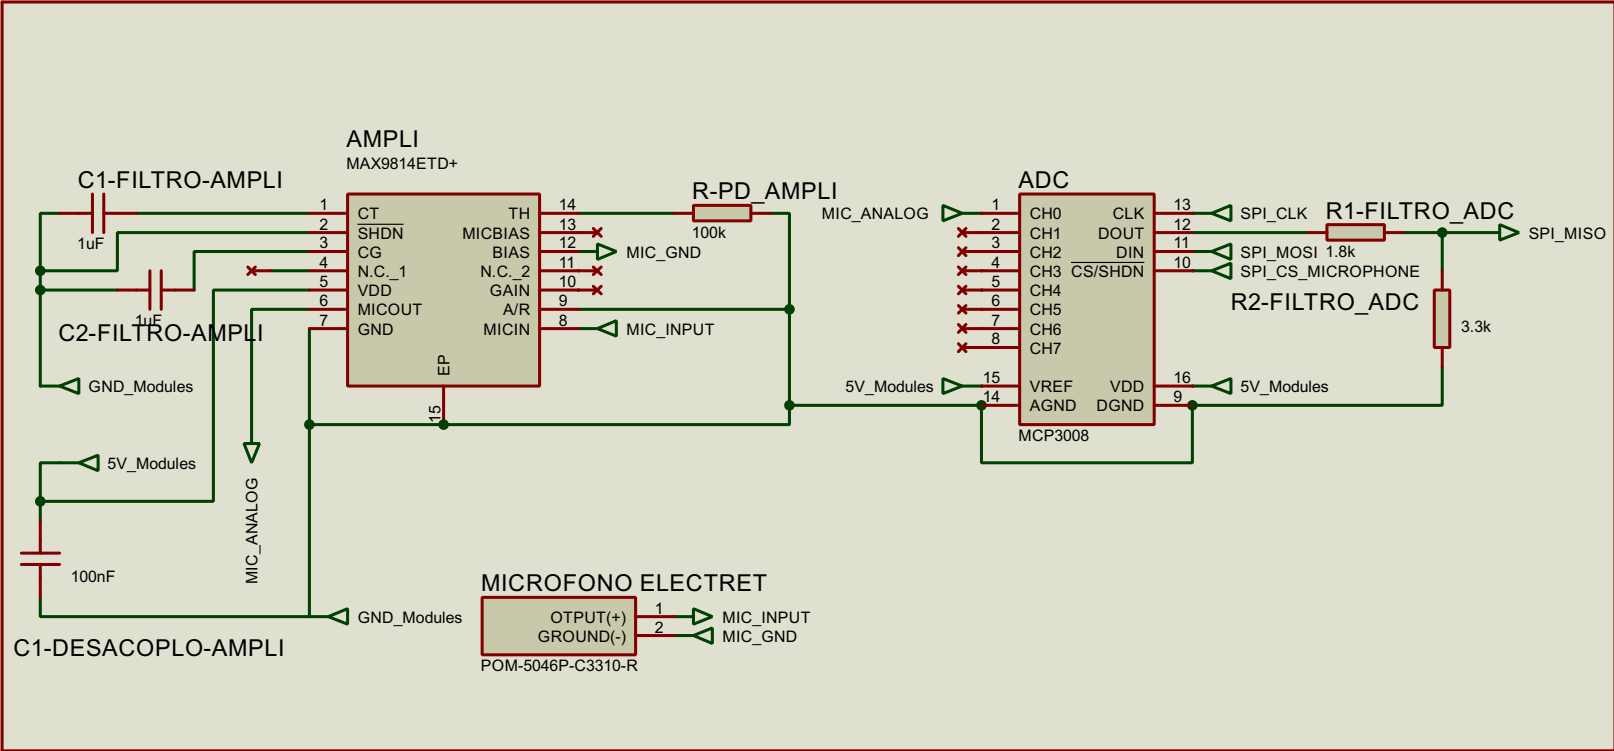 AMPLI
MAX9814ETD+
C1-FILTRO-AMPLI
1uF
C2-FILTRO-AMPLI
1uF
1 CT
2 SHDN
3 CG
4 N.C._1
5 VDD
6 MICOUT
7 GND
TH 14
MICBIAS 13
BIAS 12 MIC_GND
N.C._2 11
GAIN 10
A/R 9
MICIN 8 MIC_INPUT
EP
15
R-PD_AMPLI
100k
GND_Modules
5V_Modules
MIC_ANALOG
100nF
GND_Modules
C1-DESACOPLO-AMPLI
MICROFONO ELECTRET
OTPUT(+) 1 MIC_INPUT
GROUND(-) 2 MIC_GND
POM-5046P-C3310-R
ADC
MIC_ANALOG 1 CH0
2 CH1
3 CH2
4 CH3
5 CH4
6 CH5
7 CH6
8 CH7
5V_Modules 15 VREF
14 AGND
CLK 13 SPI_CLK
DOUT 12
DIN 11 SPI_MOSI
CS/SHDN 10 SPI_CS_MICROPHONE
VDD 16 5V_Modules
DGND 9
MCP3008
R1-FILTRO_ADC
1.8k
SPI_MISO
R2-FILTRO_ADC
3.3k